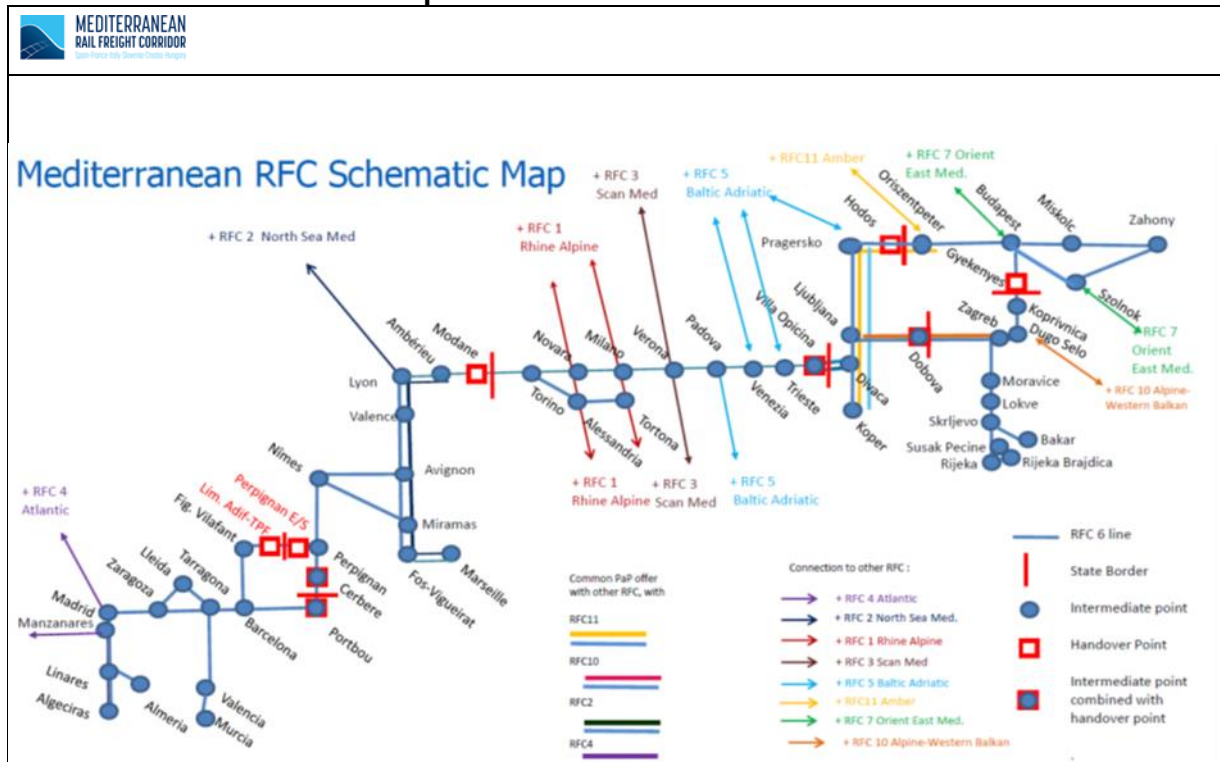 MEDITERRANEAN
RAIL FREIGHT CORRIDOR
Mediterranean RFC Schematic Map
+ RFC 2 North Sea Med
+ RFC 1
Rhine Alpine
+ RFC 3
Scan Med
+ RFC 5
Baltic Adriatic
+ RFC11 Amber
+ RFC 7 Orient
East Med.
Hodos
Oriszentpeter
Budapest
Miskolc
Zahony
Pragersko
Gyekenyes
Szolnok
Koprivnica
Dugo Selo
Zagreb
+RFC 7
Orient
East Med.
+ RFC 10 Alpine-
Western Balkan
Ljubljana
Villa Opicina
Dobova
Divaca
Koper
Moravice
Lokve
Skrljevo
Bakar
Susak Pecine
Rijeka
Rijeka Brajdica
Ambérieu
Modane
Novara
Milano
Verona
Padova
Venezia
Trieste
Torino
Alessandria
Tortona
Lyon
Valence
Avignon
Nimes
Miramas
Fos-Vigueirat
Marseille
+ RFC 1
Rhine Alpine
+ RFC 3
Scan Med
+ RFC 5
Baltic Adriatic
+ RFC 4
Atlantic
Perpignan E/S
Lim. Adif-TPF
Fig. Vilafant
Perpignan
Cerbere
Portbou
Tarragona
Lleida
Zaragoza
Madrid
Manzanares
Barcelona
Linares
Algeciras
Almeria
Valencia
Murcia
Common PaP offer
with other RFC, with
RFC11
RFC10
RFC2
RFC4
Connection to other RFC :
+ RFC 4 Atlantic
+ RFC 2 North Sea Med.
+ RFC 1 Rhine Alpine
+ RFC 3 Scan Med
+ RFC 5 Baltic Adriatic
+ RFC11 Amber
+ RFC 7 Orient East Med.
+ RFC 10 Alpine-Western Balkan
RFC 6 line
State Border
Intermediate point
Handover Point
Intermediate point
combined with
handover point